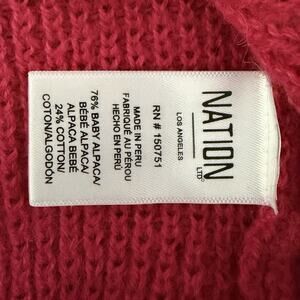 NATION
LTD
LOS ANGELES
RN # 150751
MADE IN PERU
FABRIQUÉ AU PÉROU
HECHO EN PERÚ
76% BABY ALPACA/
BÉBÉ ALPACA/
ALPACA BEBÉ
24% COTTON/
COTON/ALGODÓN